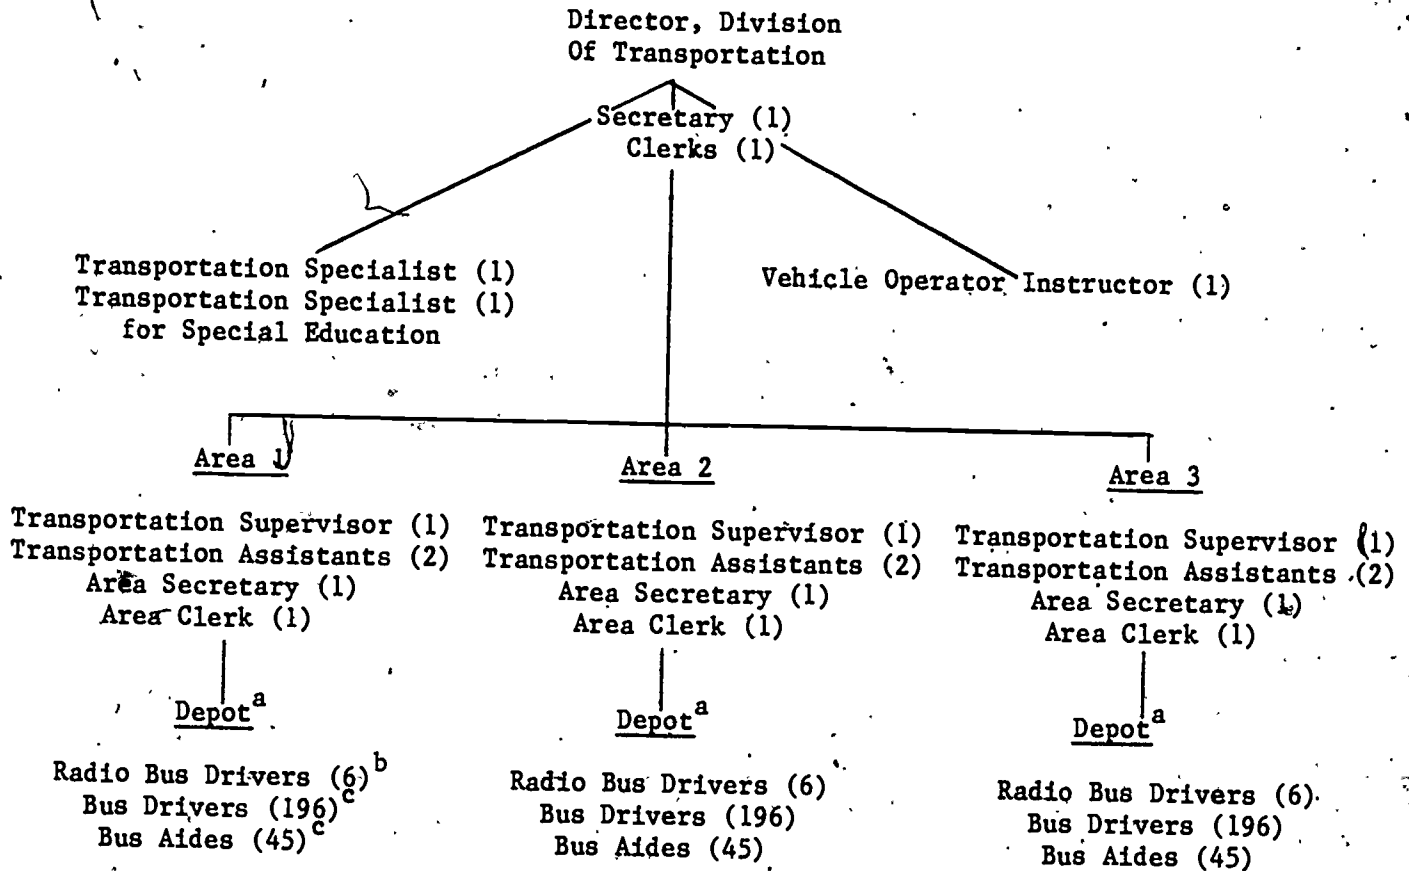 Director, Division
Of Transportation
Secretary (1)
Clerks (1)
Transportation Specialist (1)
Transportation Specialist (1)
for Special Education
Vehicle Operator Instructor (1)
Area 1
Transportation Supervisor (1)
Transportation Assistants (2)
Area Secretary (1)
Area Clerk (1)
Depot^a
Radio Bus Drivers (6)^b
Bus Drivers (196)^c
Bus Aides (45)^c
Area 2
Transportation Supervisor (1)
Transportation Assistants (2)
Area Secretary (1)
Area Clerk (1)
Depot^a
Radio Bus Drivers (6)
Bus Drivers (196)
Bus Aides (45)
Area 3
Transportation Supervisor (1)
Transportation Assistants (2)
Area Secretary (1)
Area Clerk (1)
Depot^a
Radio Bus Drivers (6)
Bus Drivers (196)
Bus Aides (45)